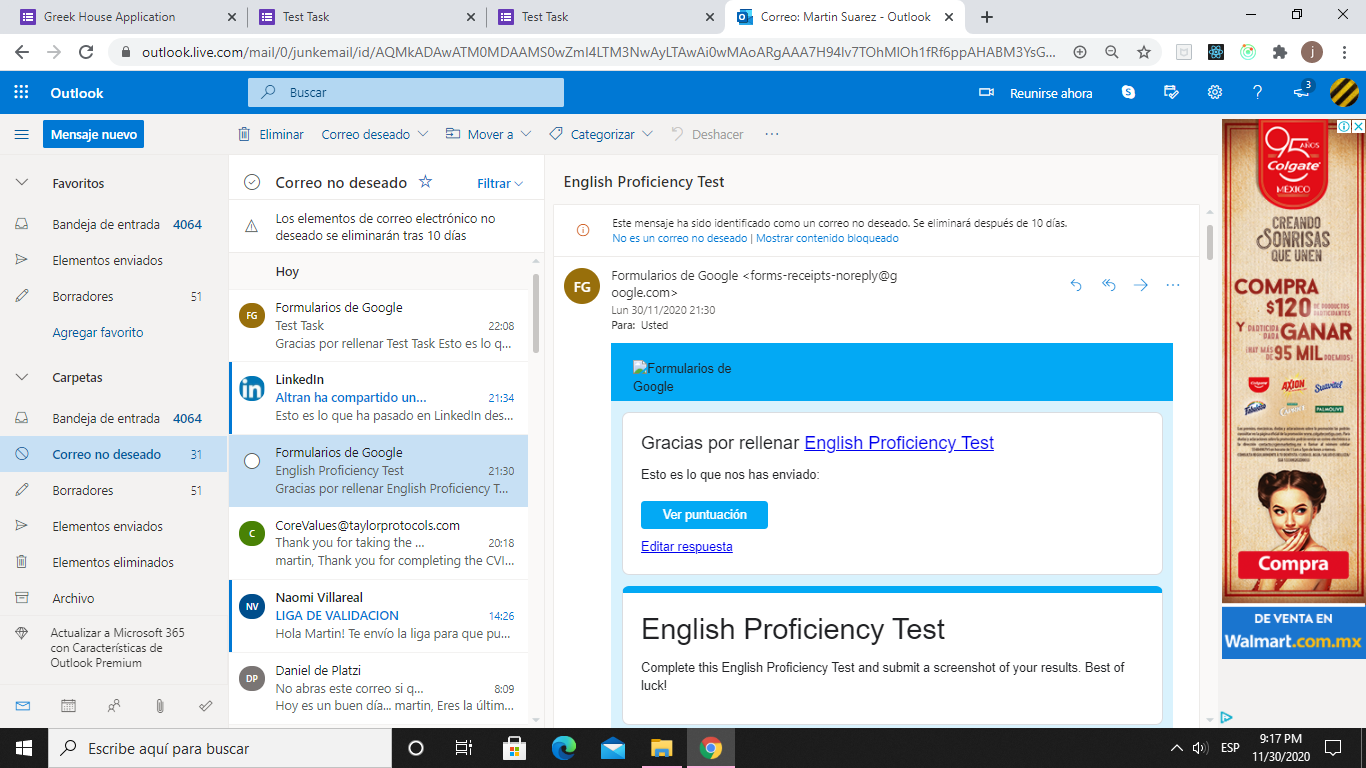 Greek House Application
Test Task
Test Task
Correo: Martin Suarez - Outlook
outlook.live.com/mail/0/junkemail/id/AQMkADAwATM0MDAAMS0wZmI4LTM3NwAyLTAwAi0wMAoARgAAA7H94Iv7TOhMlOh1fRf6ppAHABM3YsG...
j
Outlook
Buscar
Reunirse ahora
3
Mensaje nuevo
Eliminar
Correo deseado
Mover a
Categorizar
Deshacer
Favoritos
Bandeja de entrada 4064
Elementos enviados
Borradores 51
Agregar favorito
Carpetas
Bandeja de entrada 4064
Correo no deseado 31
Borradores 51
Elementos enviados
Elementos eliminados
Archivo
Actualizar a Microsoft 365
con Características de
Outlook Premium
Correo no deseado
Filtrar
Los elementos de correo electrónico no
deseado se eliminarán tras 10 días
Hoy
FG
Formularios de Google
Test Task 22:08
Gracias por rellenar Test Task Esto es lo q...
LinkedIn
Altran ha compartido un... 21:34
Esto es lo que ha pasado en LinkedIn des...
Formularios de Google
English Proficiency Test 21:30
Gracias por rellenar English Proficiency T...
C
CoreValues@taylorprotocols.com
Thank you for taking the ... 20:18
martin, Thank you for completing the CVI...
NV
Naomi Villareal
LIGA DE VALIDACION 14:26
Hola Martin! Te envío la liga para que pu...
DP
Daniel de Platzi
No abras este correo si q... 8:09
Hoy es un buen día... martin, Eres la últim...
English Proficiency Test
Este mensaje ha sido identificado como un correo no deseado. Se eliminará después de 10 días.
No es un correo no deseado | Mostrar contenido bloqueado
FG
Formularios de Google <forms-receipts-noreply@g
oogle.com>
Lun 30/11/2020 21:30
Para: Usted
Formularios de
Google
Gracias por rellenar English Proficiency Test
Esto es lo que nos has enviado:
Ver puntuación
Editar respuesta
English Proficiency Test
Complete this English Proficiency Test and submit a screenshot of your results. Best of
luck!
95 AÑOS
Colgate
MEXICO
CREANDO
SONRISAS
QUE UNEN
COMPRA
$120 DE PRODUCTOS
PARTICIPANTES
Y PARTICIPA
PARA GANAR
¡HAY MÁS
DE 95 MIL PREMIOS!
Colgate
AXION
Suavitel
Fabuloso
Caprice
PALMOLIVE
Compra
DE VENTA EN
Walmart.com.mx
Escribe aquí para buscar
ESP
9:17 PM
11/30/2020